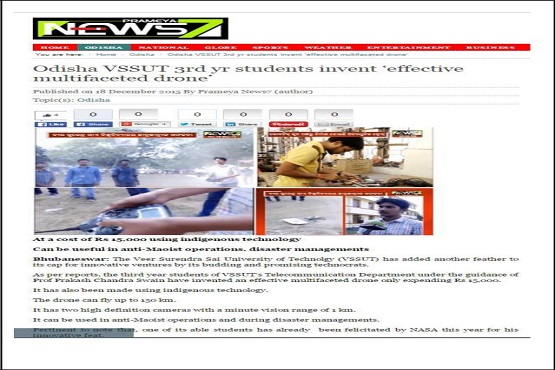 PRAMEYA
NEWS7
HOME ODISHA NATIONAL GLOBE SPORTS WEATHER ENTERTAINMENT BUSINESS
You are here: Home Odisha Odisha VSSUT 3rd yr students invent 'effective multifaceted drone'
Odisha VSSUT 3rd yr students invent 'effective
multifaceted drone'
Published on 18 December 2015 By Prameya News7 (author)
Topic(s): Odisha
4 0 0 0 0 0 0
Like Share Google + Tweet Share Pinterest Email
At a cost of Rs 15,000 using indigenous technology
Can be useful in anti-Maoist operations, disaster managements
Bhubaneswar: The Veer Surendra Sai University of Technolgy (VSSUT) has added another feather to
its cap for innovative ventures by its budding and promising technocrats.
As per reports, the third year students of VSSUT's Telecommunication Department under the guidance of
Prof Prakash Chandra Swain have invented an effective multifaceted drone only expending Rs 15,000.
It has also been made using indigenous technology.
The drone can fly up to 150 km.
It has two high definition cameras with a minute vision range of 1 km.
It can be used in anti-Maoist operations and during disaster managements.
Pertinent to note that, one of its able students has already been felicitated by NASA this year for his
innovative feat.